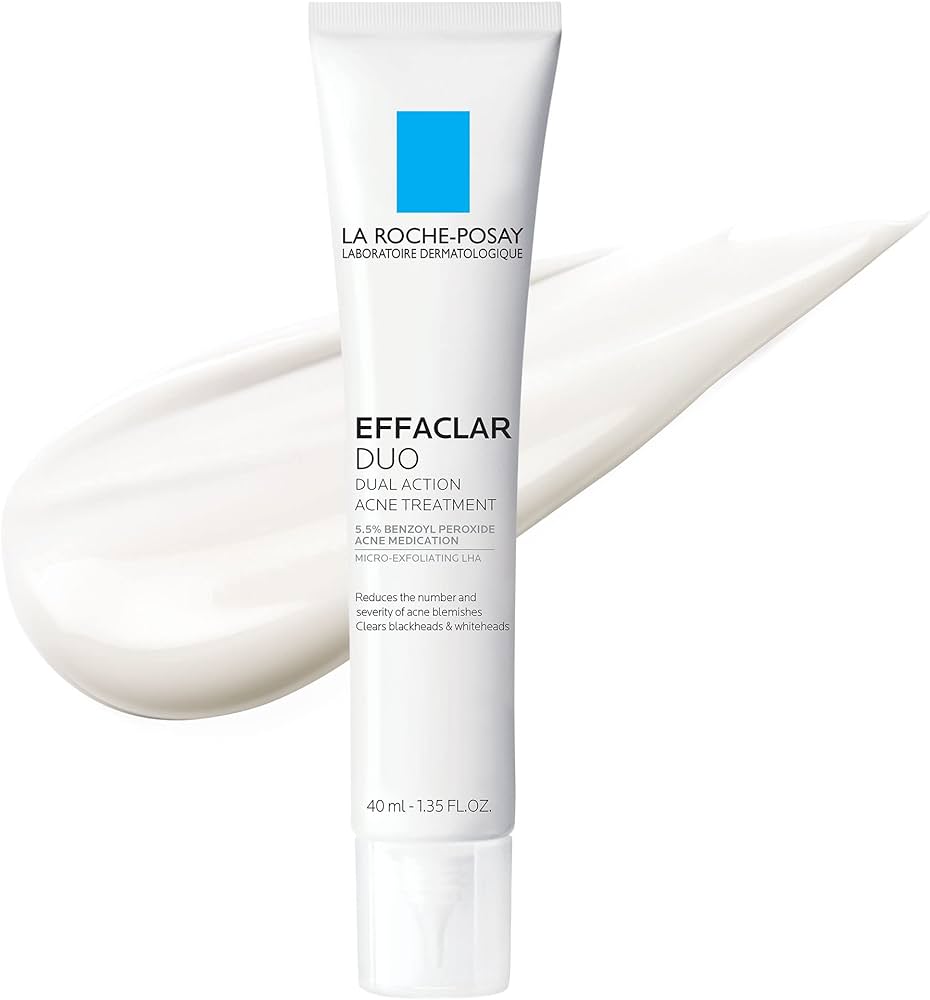 LA ROCHE-POSAY
LABORATOIRE DERMATOLOGIQUE
EFFACLAR
DUO
DUAL ACTION
ACNE TREATMENT
5.5% BENZOYL PEROXIDE
ACNE MEDICATION
MICRO-EXFOLIATING LHA
Reduces the number and
severity of acne blemishes
Clears blackheads & whiteheads
40 ml - 1.35 FL.OZ.